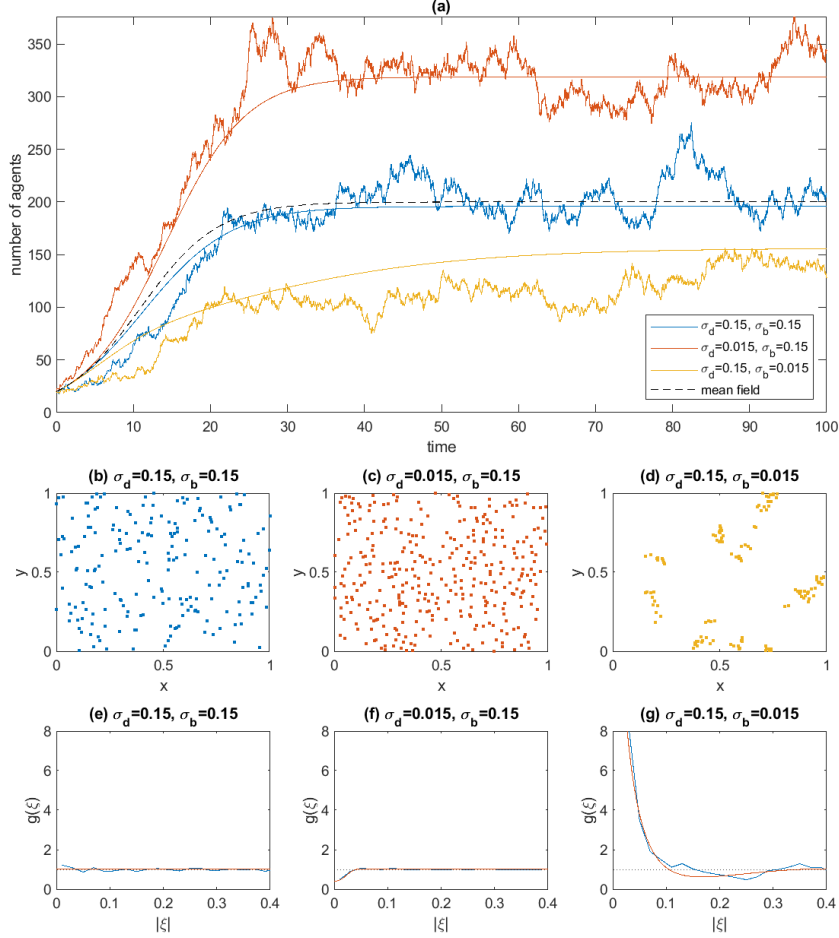 (a)
350
300
250
200
150
100
50
0
number of agents
0 10 20 30 40 50 60 70 80 90 100
time
σd=0.15, σb=0.15
σd=0.015, σb=0.15
σd=0.15, σb=0.015
mean field
(b) σd=0.15, σb=0.15
1
0.5
0
y
0 0.5 1
x
(c) σd=0.015, σb=0.15
1
0.5
0
y
0 0.5 1
x
(d) σd=0.15, σb=0.015
1
0.5
0
y
0 0.5 1
x
(e) σd=0.15, σb=0.15
8
6
4
2
0
g(ξ)
0 0.1 0.2 0.3 0.4
|ξ|
(f) σd=0.015, σb=0.15
8
6
4
2
0
g(ξ)
0 0.1 0.2 0.3 0.4
|ξ|
(g) σd=0.15, σb=0.015
8
6
4
2
0
g(ξ)
0 0.1 0.2 0.3 0.4
|ξ|